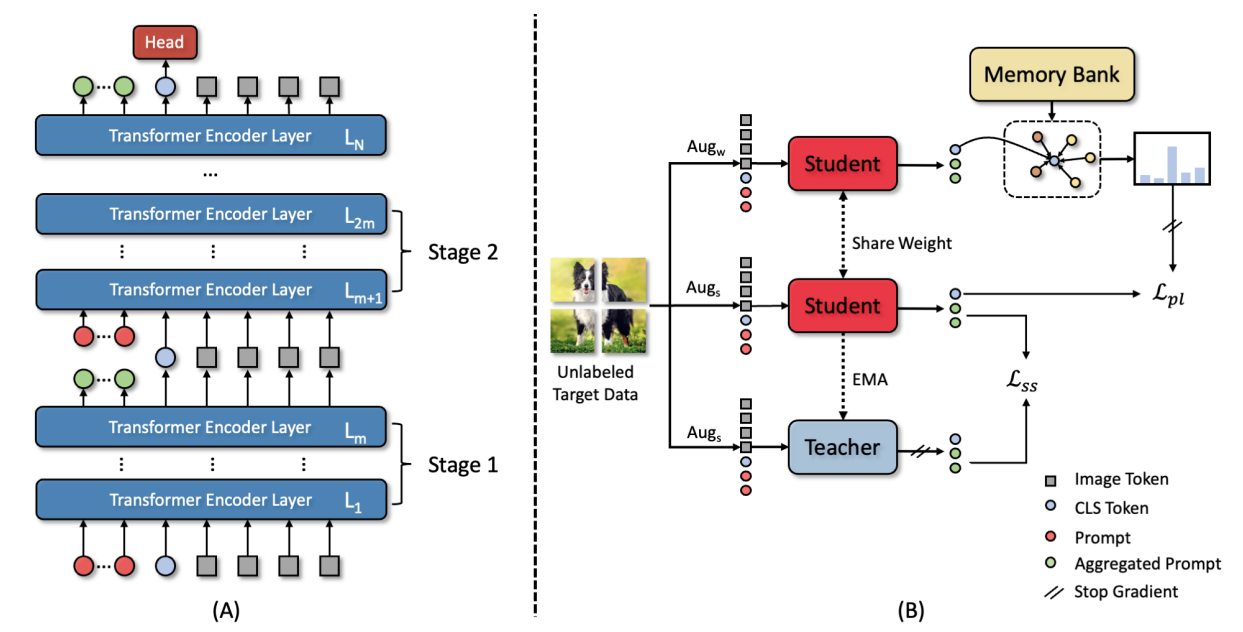 Head
Transformer Encoder Layer L_N
...
Transformer Encoder Layer L_2m
Stage 2
Transformer Encoder Layer L_m+1
Transformer Encoder Layer L_m
Stage 1
Transformer Encoder Layer L_1
(A)
Memory Bank
Aug_w
Student
Share Weight
Aug_s
Student
ℒ_pl
Unlabeled
Target Data
EMA
ℒ_ss
Aug_s
Teacher
Image Token
CLS Token
Prompt
Aggregated Prompt
Stop Gradient
(B)